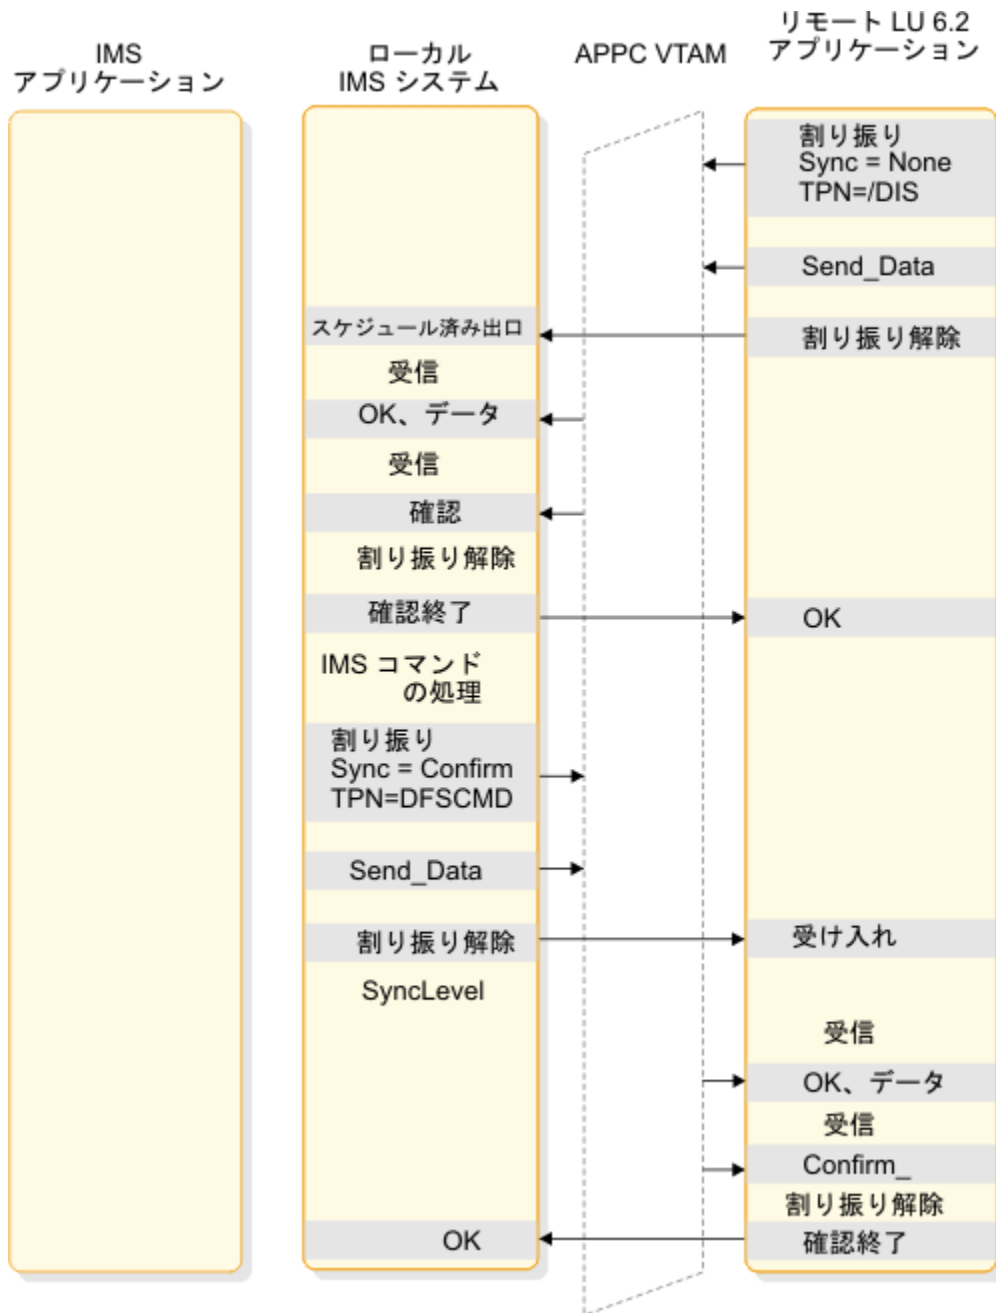 IMS
アプリケーション
ローカル
IMS システム
APPC VTAM
リモート LU 6.2
アプリケーション
割り振り
Sync = None
TPN=/DIS
Send_Data
スケジュール済み出口
割り振り解除
受信
OK、データ
受信
確認
割り振り解除
確認終了
OK
IMS コマンド
の処理
割り振り
Sync = Confirm
TPN=DFSCMD
Send_Data
割り振り解除
受け入れ
SyncLevel
受信
OK、データ
受信
Confirm_
割り振り解除
OK
確認終了